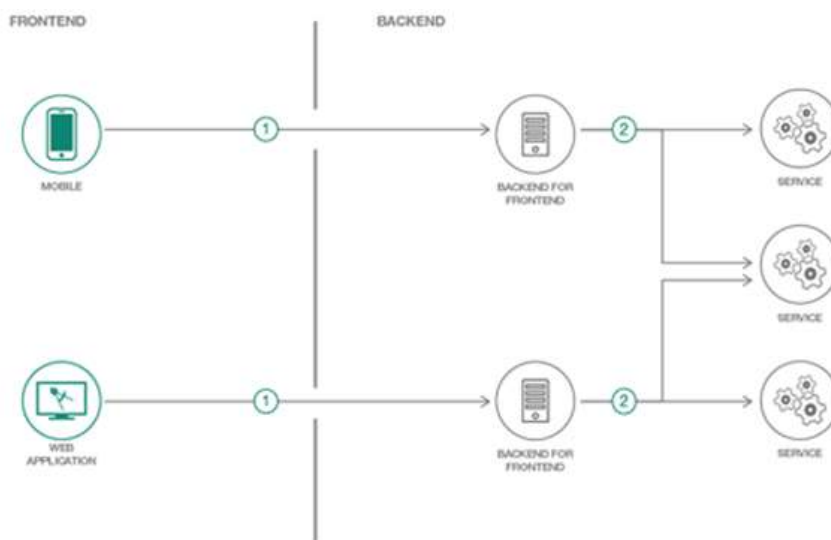 FRONTEND
BACKEND
1
2
MOBILE
BACKEND FOR
FRONTEND
SERVICE
SERVICE
1
2
WEB
APPLICATION
BACKEND FOR
FRONTEND
SERVICE